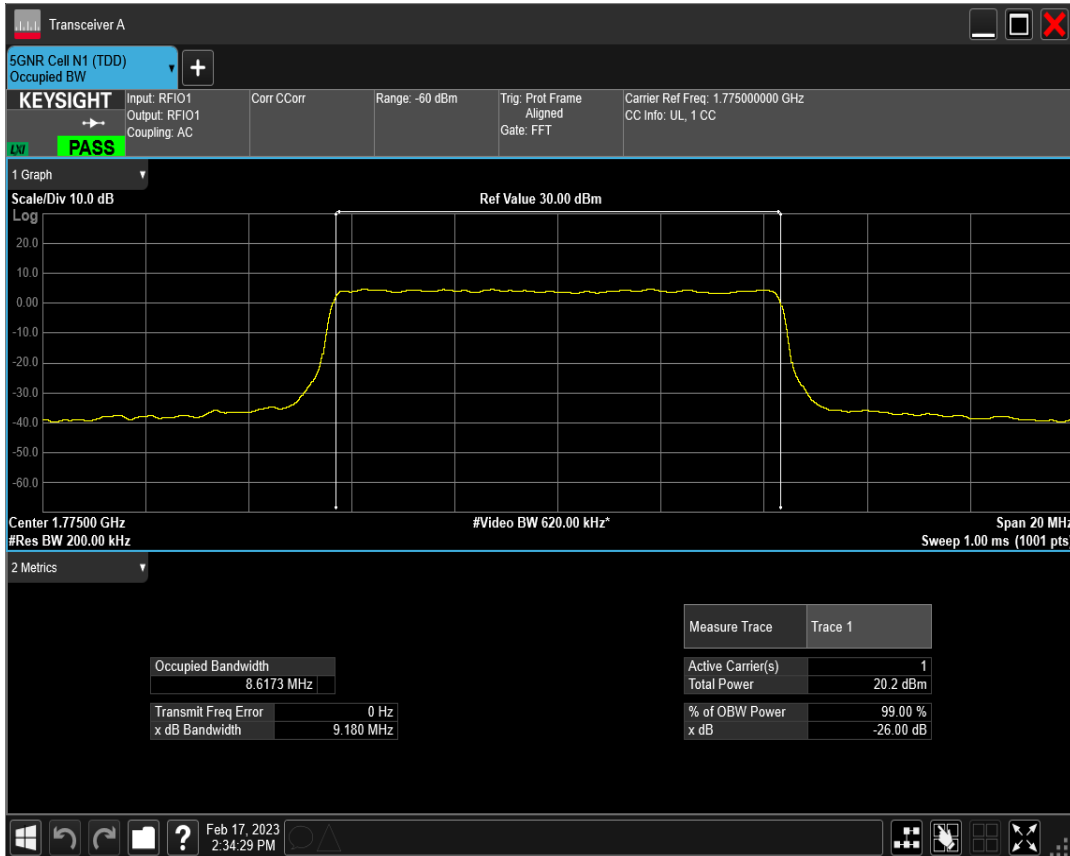 Transceiver A
5GNR Cell N1 (TDD)
Occupied BW
+
KEYSIGHT
LXI
PASS
Input: RFIO1
Output: RFIO1
Coupling: AC
Corr CCorr
Range: -60 dBm
Trig: Prot Frame
Aligned
Gate: FFT
Carrier Ref Freq: 1.775000000 GHz
CC Info: UL, 1 CC
1 Graph
Scale/Div 10.0 dB
Ref Value 30.00 dBm
Log
20.0
10.0
0.00
-10.0
-20.0
-30.0
-40.0
-50.0
-60.0
Center 1.77500 GHz
#Video BW 620.00 kHz*
Span 20 MHz
#Res BW 200.00 kHz
Sweep 1.00 ms (1001 pts)
2 Metrics
Measure Trace Trace 1
Occupied Bandwidth
8.6173 MHz
Active Carrier(s) 1
Total Power 20.2 dBm
Transmit Freq Error 0 Hz
x dB Bandwidth 9.180 MHz
% of OBW Power 99.00 %
x dB -26.00 dB
?
Feb 17, 2023
2:34:29 PM